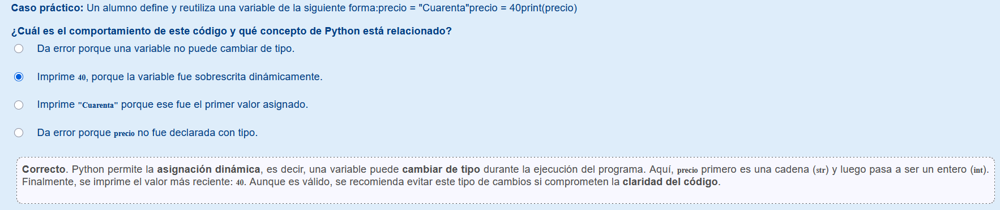 Caso práctico: Un alumno define y reutiliza una variable de la siguiente forma:precio = "Cuarenta"precio = 40print(precio)
¿Cuál es el comportamiento de este código y qué concepto de Python está relacionado?
Da error porque una variable no puede cambiar de tipo.
Imprime 40, porque la variable fue sobrescrita dinámicamente.
Imprime "Cuarenta" porque ese fue el primer valor asignado.
Da error porque precio no fue declarada con tipo.
Correcto. Python permite la asignación dinámica, es decir, una variable puede cambiar de tipo durante la ejecución del programa. Aquí, precio primero es una cadena (str) y luego pasa a ser un entero (int).
Finalmente, se imprime el valor más reciente: 40. Aunque es válido, se recomienda evitar este tipo de cambios si comprometen la claridad del código.